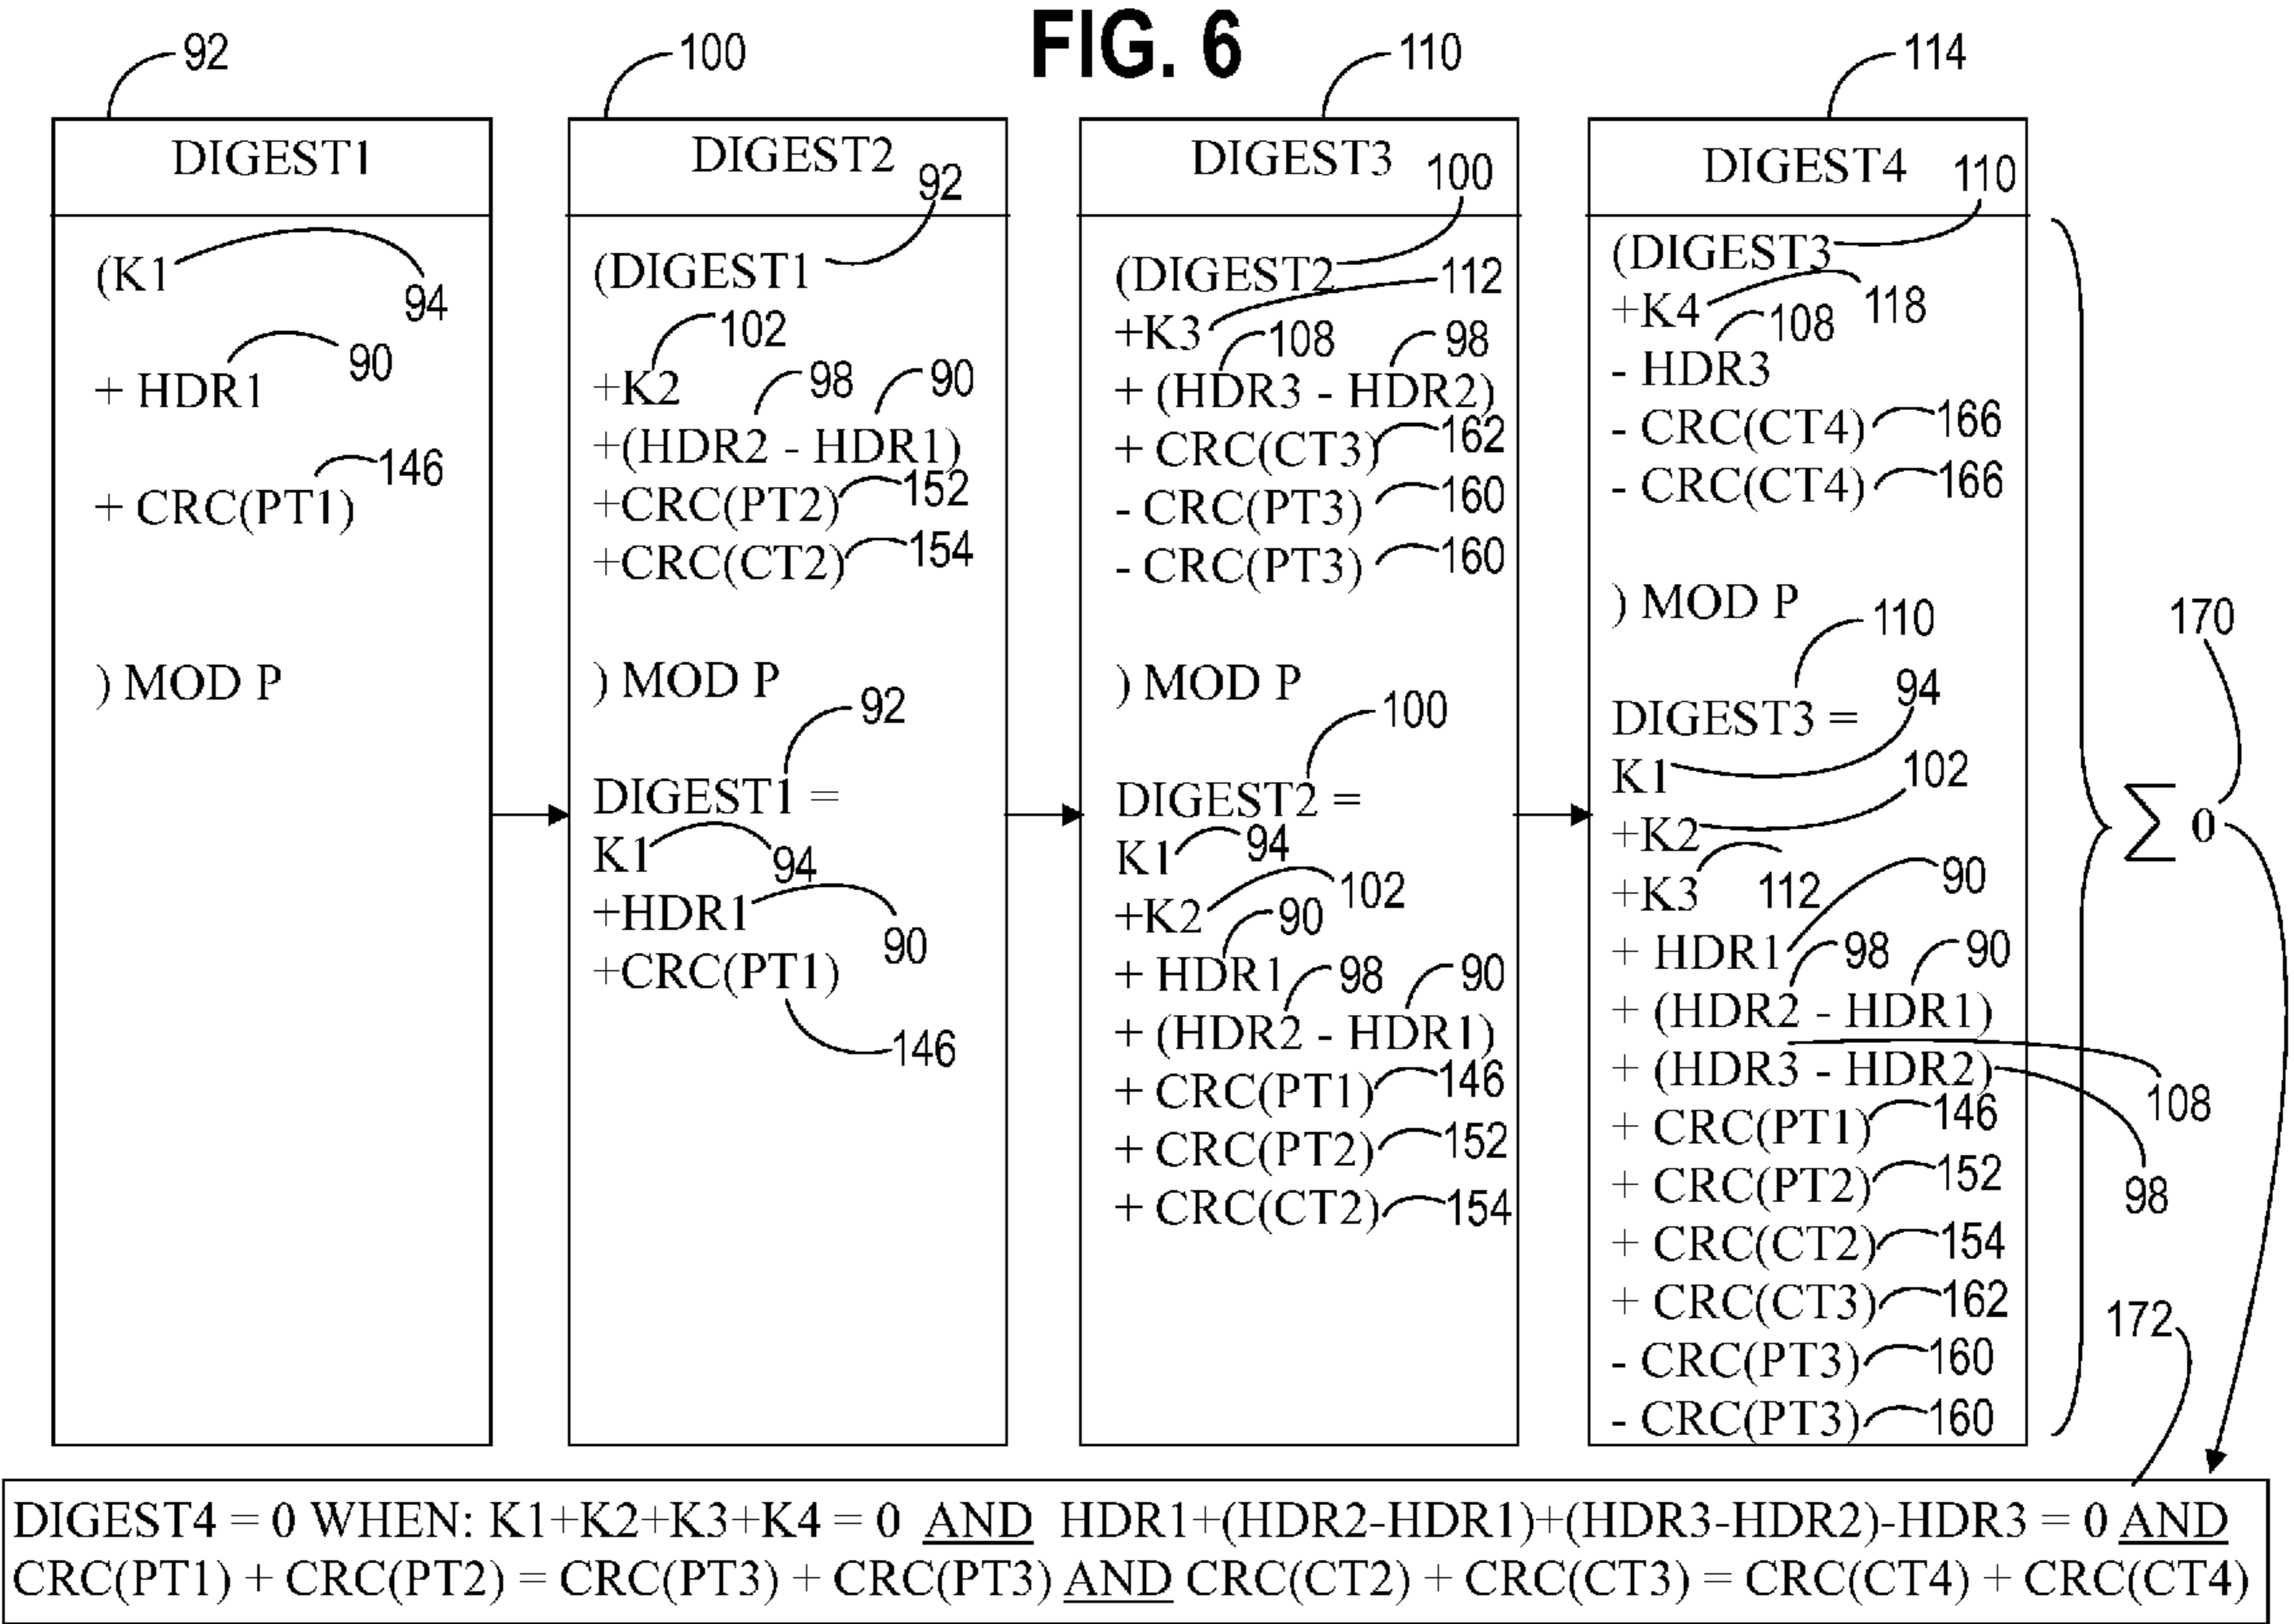 FIG. 6
92
DIGEST1
(K1
94
90
+ HDR1
146
+ CRC(PT1)
) MOD P
100
DIGEST2
92
(DIGEST1
102
+K2
98
90
+(HDR2 - HDR1)
+CRC(PT2)
152
+CRC(CT2)
154
) MOD P
92
DIGEST1 =
K1
94
+HDR1
90
+CRC(PT1)
146
110
DIGEST3
100
(DIGEST2
112
+K3
108
98
+ (HDR3 - HDR2)
+ CRC(CT3)
162
- CRC(PT3)
160
- CRC(PT3)
160
) MOD P
100
DIGEST2 =
K1
94
+K2
102
90
+ HDR1
98
90
+ (HDR2 - HDR1)
+ CRC(PT1)
146
+ CRC(PT2)
152
+ CRC(CT2)
154
114
DIGEST4
110
(DIGEST3
+K4
118
108
- HDR3
- CRC(CT4)
166
- CRC(CT4)
166
) MOD P
110
DIGEST3 =
94
K1
102
+K2
+K3
112
90
+ HDR1
98
90
+ (HDR2 - HDR1)
+ (HDR3 - HDR2)
108
98
+ CRC(PT1)
146
+ CRC(PT2)
152
+ CRC(CT2)
154
+ CRC(CT3)
162
- CRC(PT3)
160
- CRC(PT3)
160
170
∑ 0
172
DIGEST4 = 0 WHEN: K1+K2+K3+K4 = 0 AND HDR1+(HDR2-HDR1)+(HDR3-HDR2)-HDR3 = 0 AND
CRC(PT1) + CRC(PT2) = CRC(PT3) + CRC(PT3) AND CRC(CT2) + CRC(CT3) = CRC(CT4) + CRC(CT4)